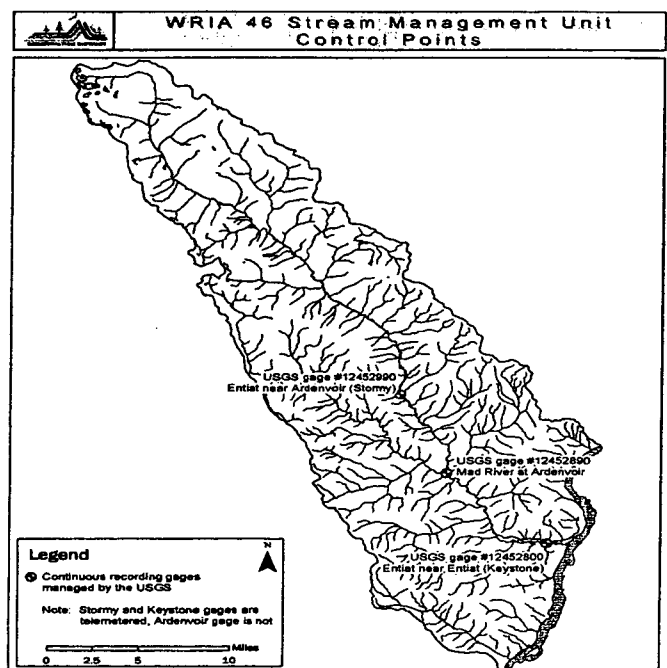 WRIA 46 Stream Management Unit
Control Points
USGS gage #12452990
Entiat near Ardenvoir (Stormy)
USGS gage #12452890
Mad River at Ardenvoir
USGS gage #12452800
Entiat near Entiat (Keystone)
Legend
N
Continuous recording gages
managed by the USGS
Note: Stormy and Keystone gages are
telemetered, Ardenvoir gage is not
Miles
0 2.5 5 10